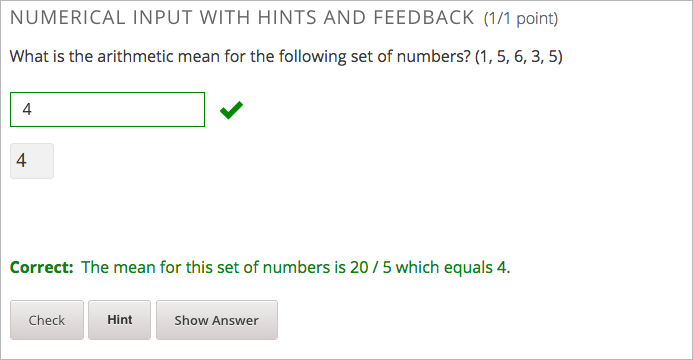 NUMERICAL INPUT WITH HINTS AND FEEDBACK (1/1 point)
What is the arithmetic mean for the following set of numbers? (1, 5, 6, 3, 5)
4
4
Correct: The mean for this set of numbers is 20 / 5 which equals 4.
Check Hint Show Answer